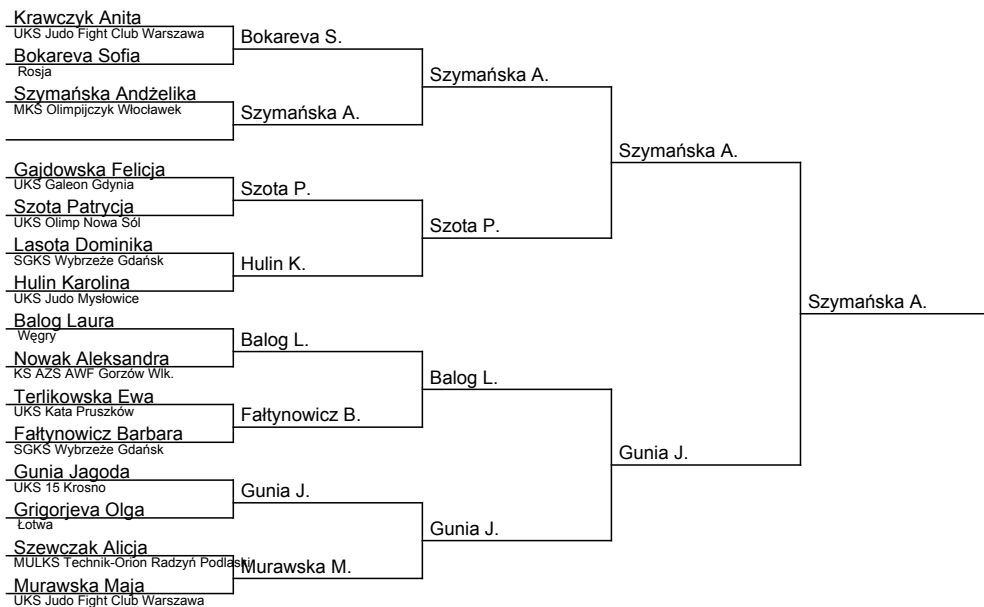 Krawczyk Anita
UKS Judo Fight Club Warszawa
Bokareva Sofia
Rosja
Szymańska Andżelika
MKS Olimpijczyk Włocławek
Gajdowska Felicja
UKS Galeon Gdynia
Szota Patrycja
UKS Olimp Nowa Sól
Lasota Dominika
SGKS Wybrzeże Gdańsk
Hulin Karolina
UKS Judo Mysłowice
Balog Laura
Węgry
Nowak Aleksandra
KS AZS AWF Gorzów Wlk.
Terlikowska Ewa
UKS Kata Pruszków
Fałtynowicz Barbara
SGKS Wybrzeże Gdańsk
Gunia Jagoda
UKS 15 Krosno
Grigorjeva Olga
Łotwa
Szewczak Alicja
MULKS Technik-Orion Radzyń Podlaski
Murawska Maja
UKS Judo Fight Club Warszawa
Bokareva S.
Szymańska A.
Szota P.
Hulin K.
Balog L.
Fałtynowicz B.
Gunia J.
Murawska M.
Szymańska A.
Szota P.
Balog L.
Gunia J.
Szymańska A.
Gunia J.
Szymańska A.